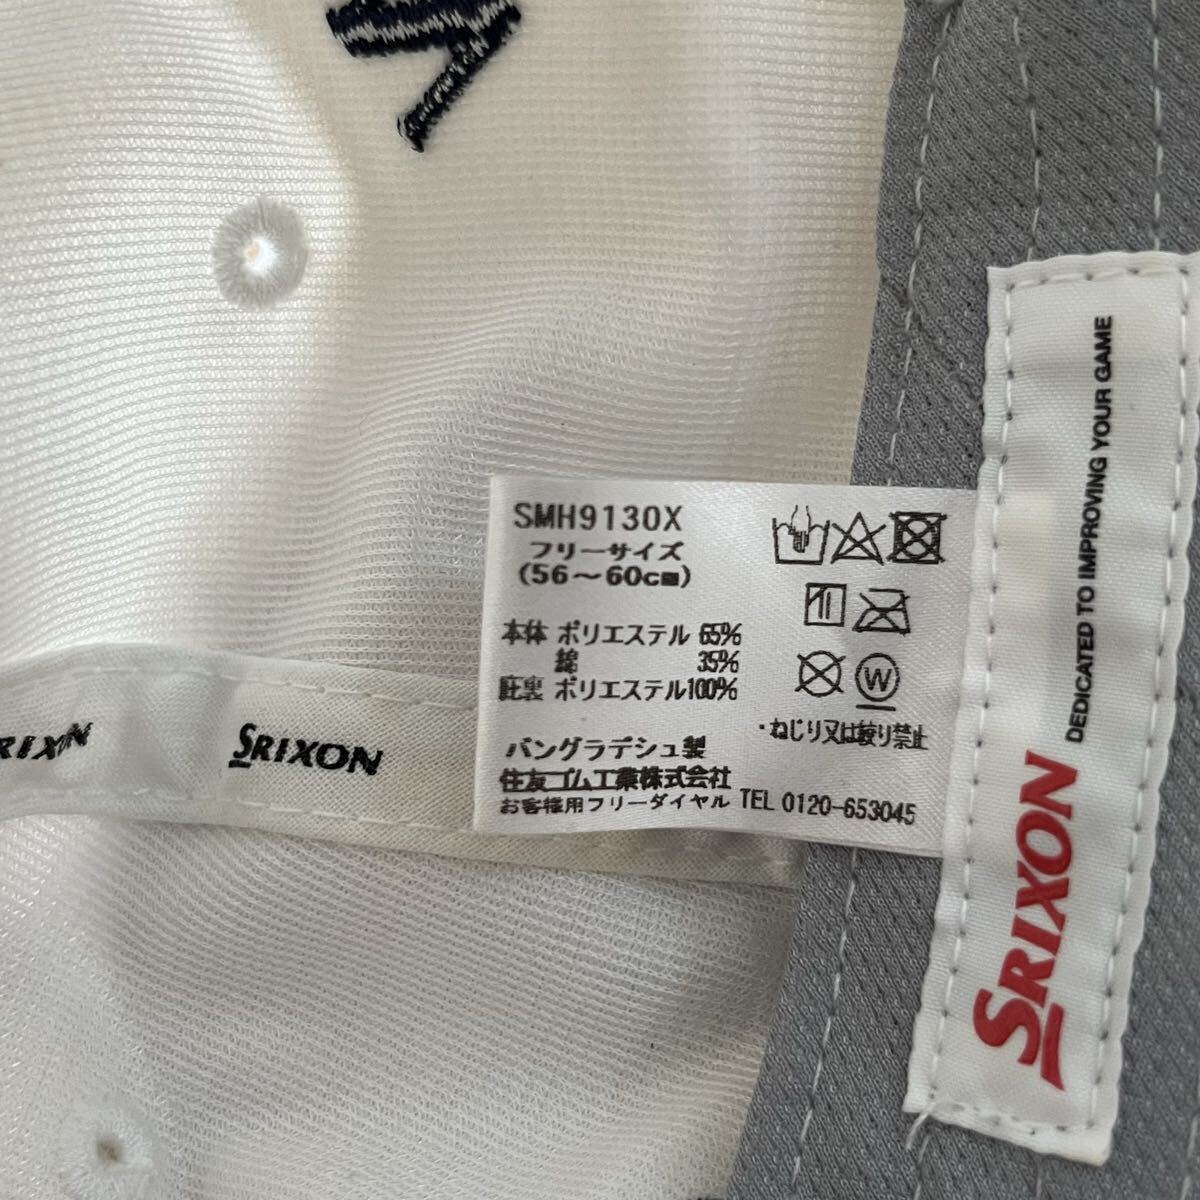 SMH9130X
フリーサイズ
(56～60cm)
本体 ポリエステル 65%
綿 35%
庇裏 ポリエステル100%
W
・ねじり又は絞り禁止
バングラデシュ製
住友ゴム工業株式会社
お客様用フリーダイヤル TEL 0120-653045
SRIXON
DEDICATED TO IMPROVING YOUR GAME
RIXON
SRIXON